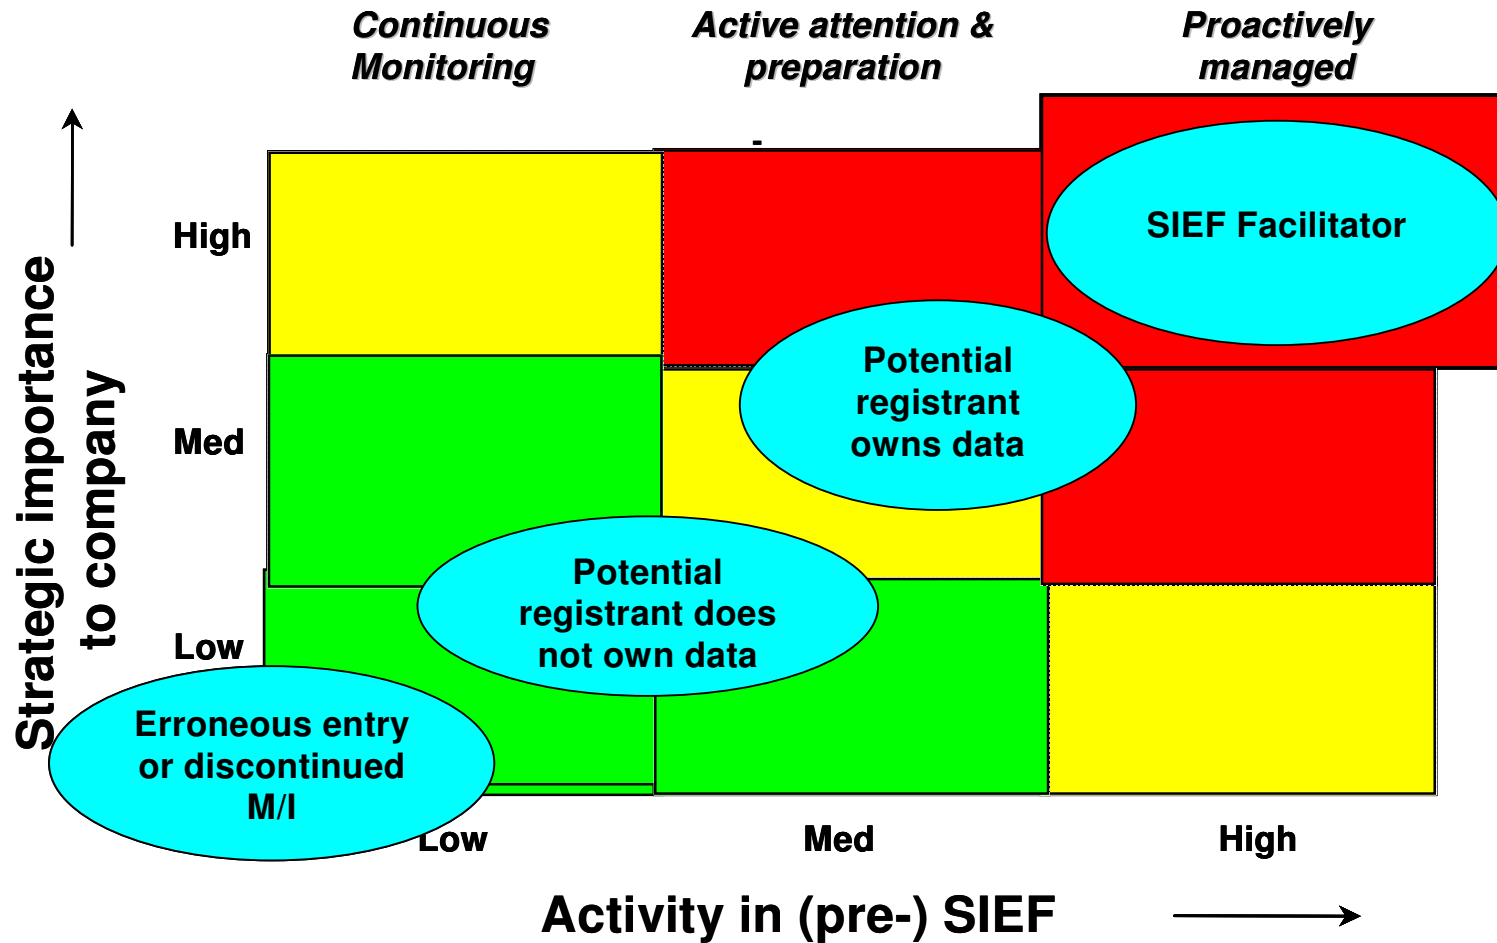 Continuous
Monitoring
Active attention &
preparation
Proactively
managed
-
High
SIEF Facilitator
Strategic importance
to company
Potential
registrant
owns data
Med
Potential
registrant does
not own data
Low
Erroneous entry
or discontinued
M/I
Low
Med
High
Activity in (pre-) SIEF